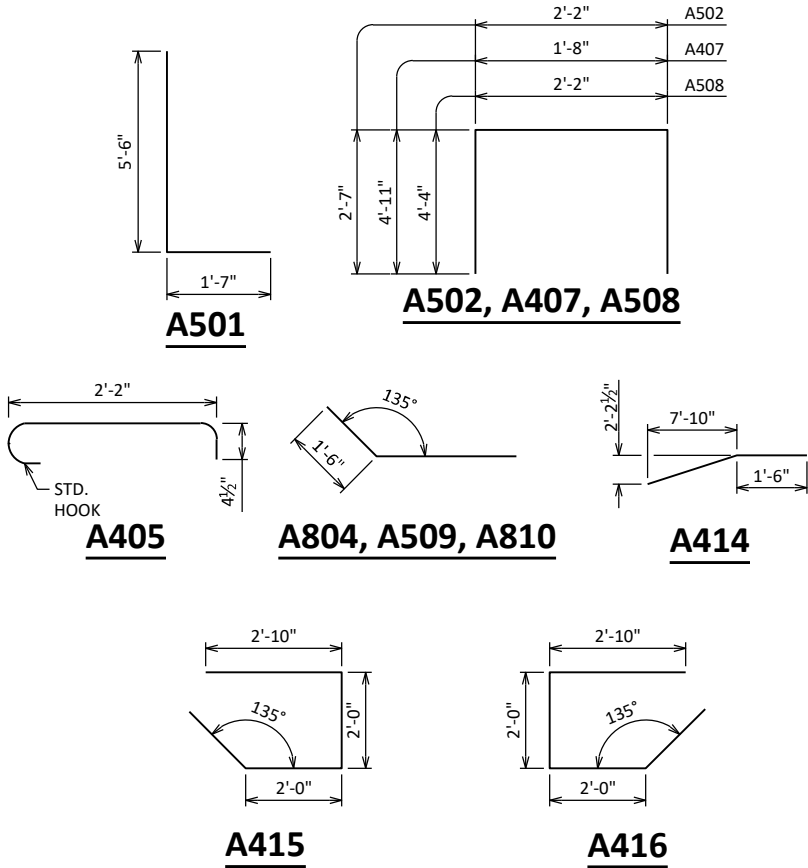 2'-2" A502
1'-8" A407
2'-2" A508
5'-6"
2'-7"
4'-11"
4'-4"
1'-7"
A501
A502, A407, A508
2'-2"
4½"
STD.
HOOK
A405
135°
1'-6"
A804, A509, A810
2'-2½"
7'-10"
1'-6"
A414
2'-10"
135°
2'-0"
2'-0"
A415
2'-10"
2'-0"
135°
2'-0"
A416